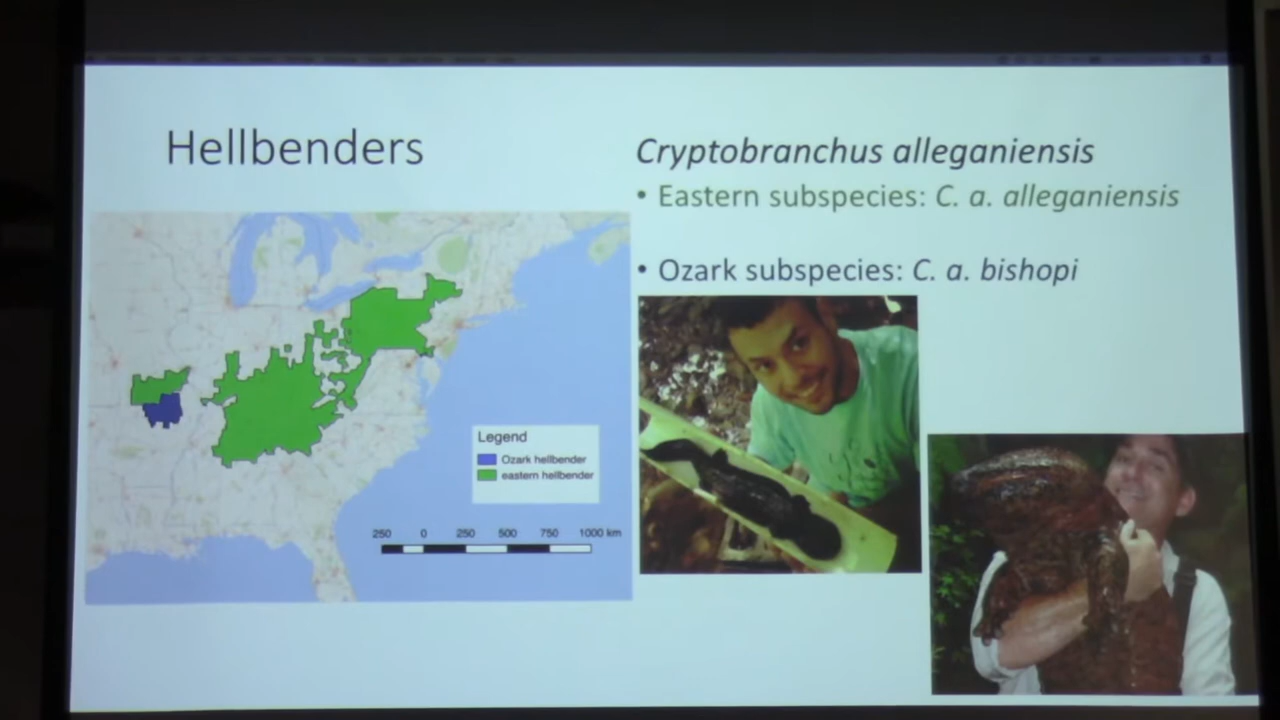 Hellbenders
Cryptobranchus alleganiensis
• Eastern subspecies: C. a. alleganiensis
• Ozark subspecies: C. a. bishopi
Legend
Ozark hellbender
eastern hellbender
250 0 250 500 750 1000 km